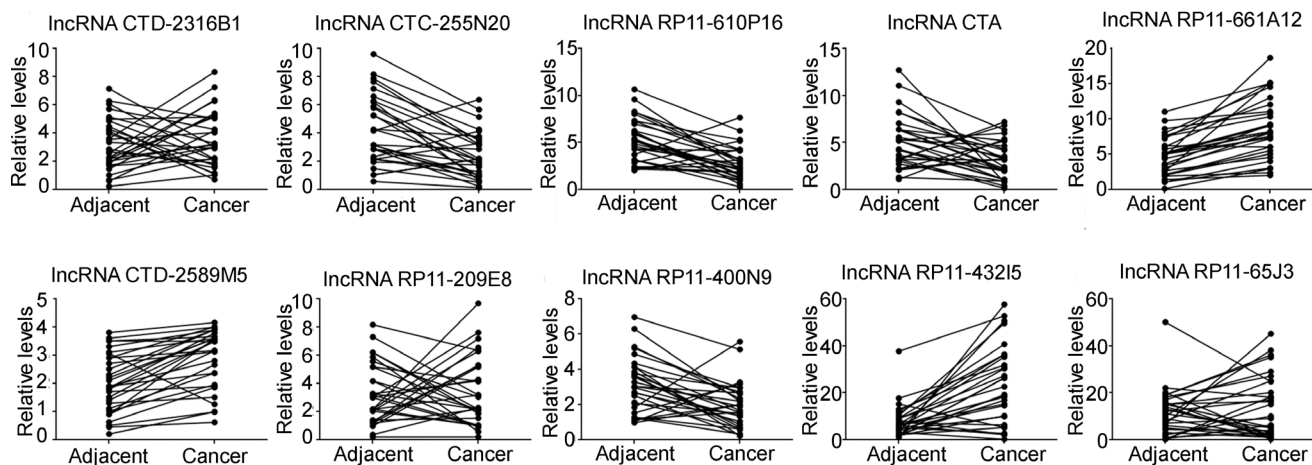 lncRNA CTD-2316B1
lncRNA CTC-255N20
lncRNA RP11-610P16
lncRNA CTA
lncRNA RP11-661A12
Relative levels
10
8
6
4
2
0
Adjacent
Cancer
Relative levels
10
8
6
4
2
0
Adjacent
Cancer
Relative levels
15
10
5
0
Adjacent
Cancer
Relative levels
15
10
5
0
Adjacent
Cancer
Relative levels
20
15
10
5
0
Adjacent
Cancer
lncRNA CTD-2589M5
lncRNA RP11-209E8
lncRNA RP11-400N9
lncRNA RP11-432I5
lncRNA RP11-65J3
Relative levels
5
4
3
2
1
0
Adjacent
Cancer
Relative levels
10
8
6
4
2
0
Adjacent
Cancer
Relative levels
8
6
4
2
0
Adjacent
Cancer
Relative levels
60
40
20
0
Adjacent
Cancer
Relative levels
60
40
20
0
Adjacent
Cancer